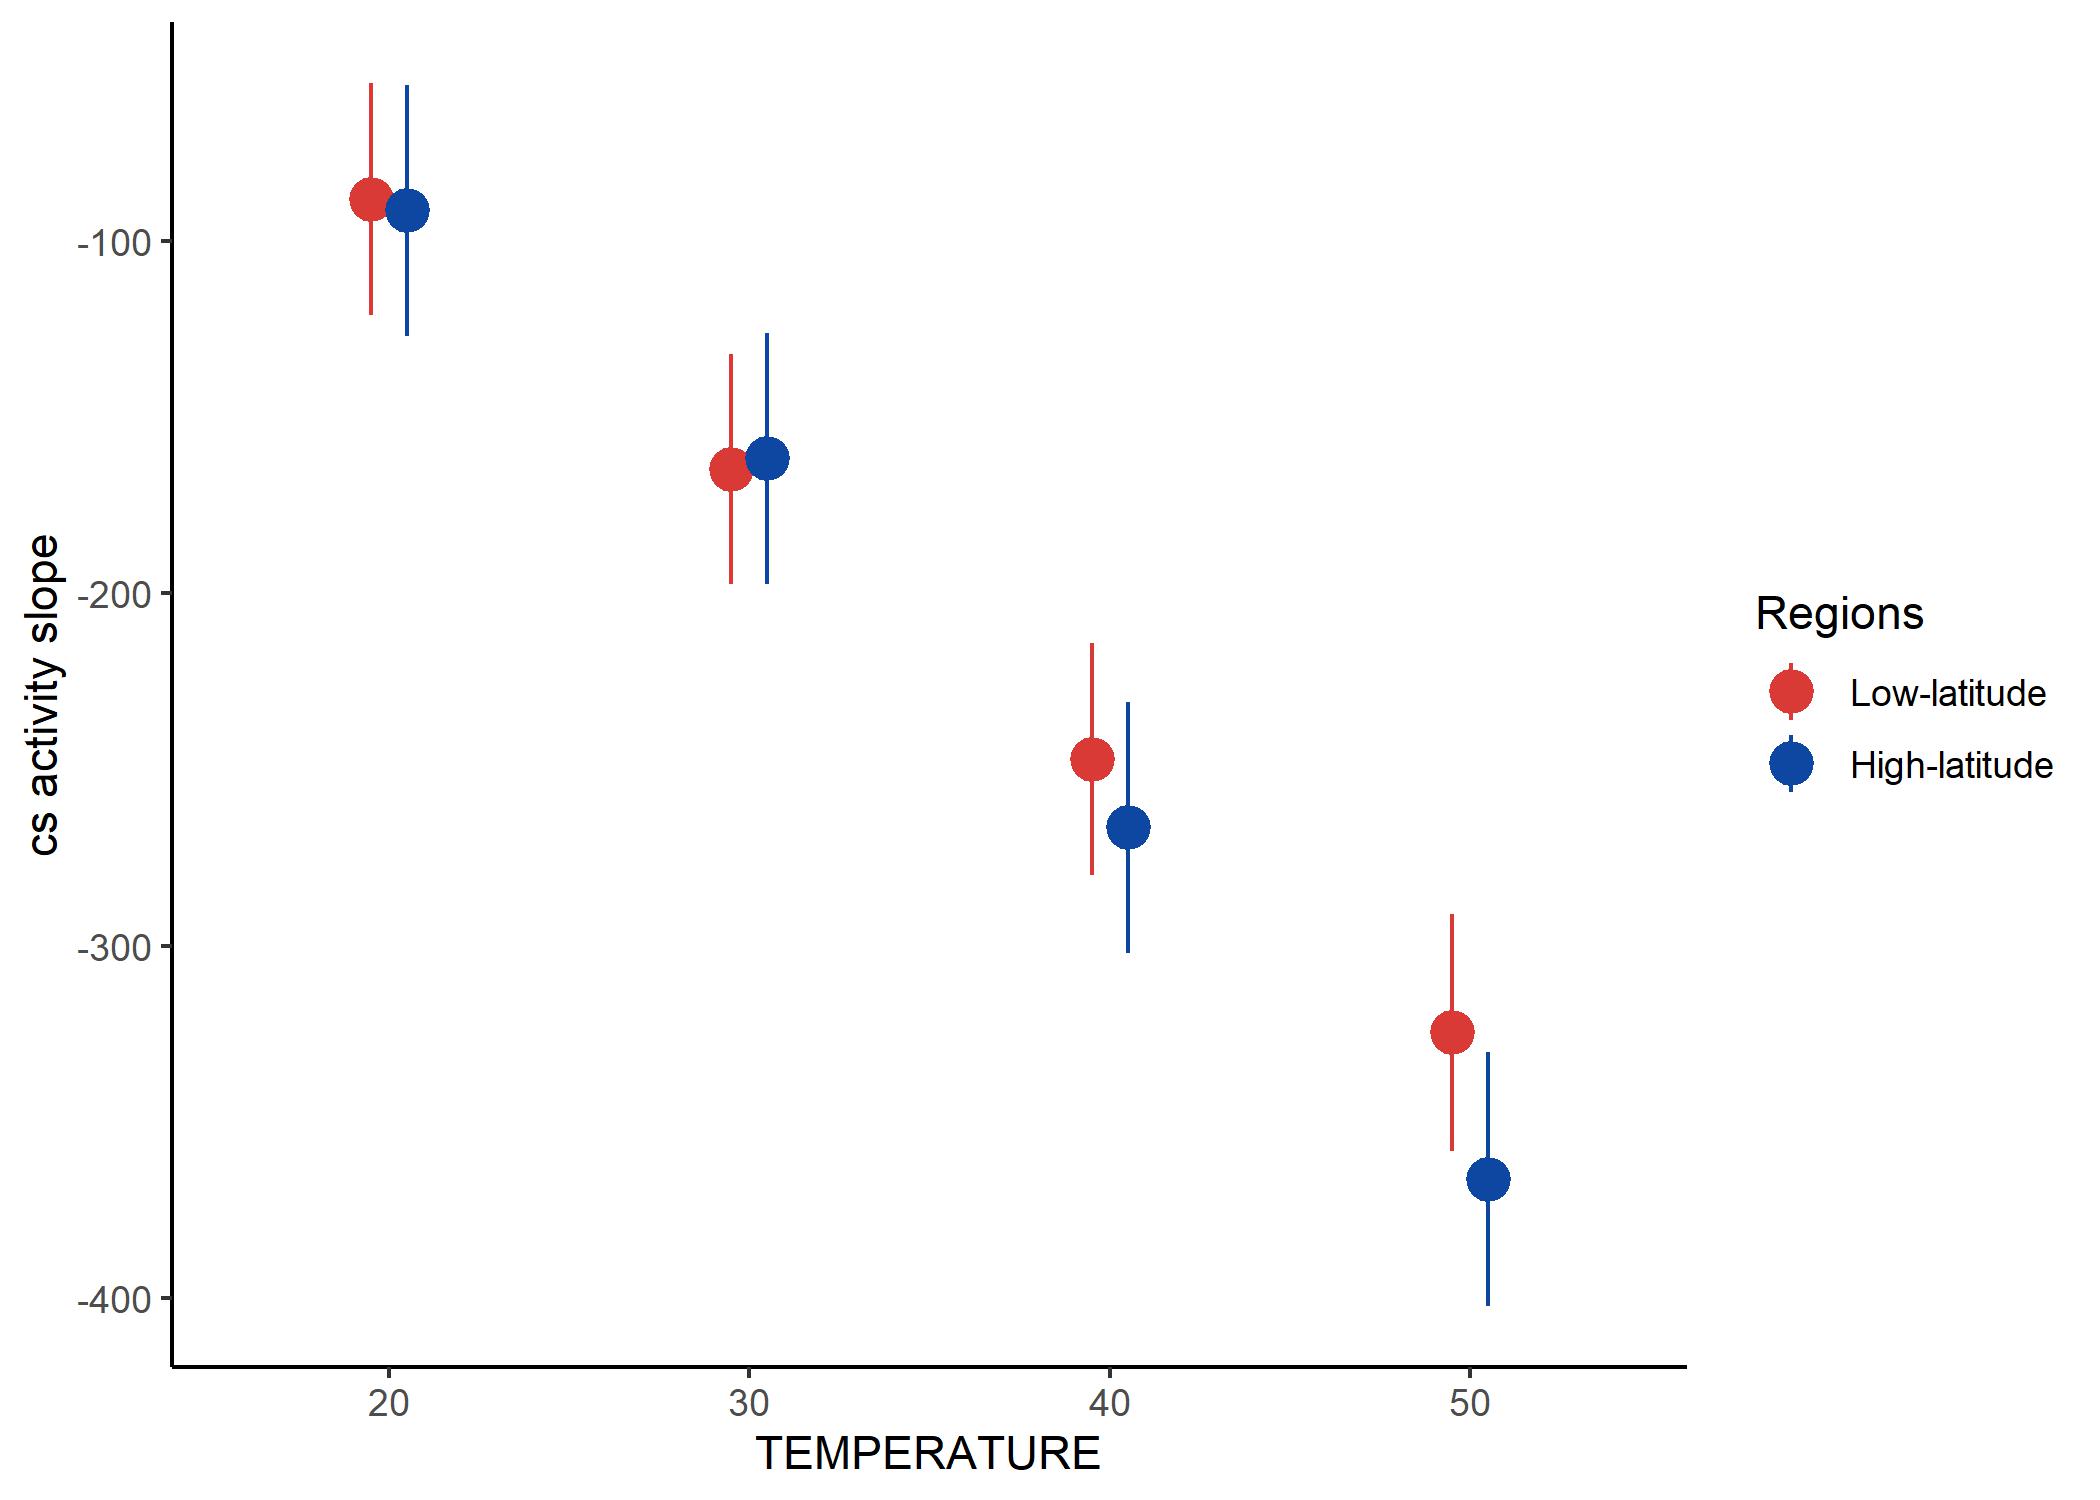 cs activity slope
-100
-200
-300
-400
20 30 40 50
TEMPERATURE
Regions
Low-latitude
High-latitude